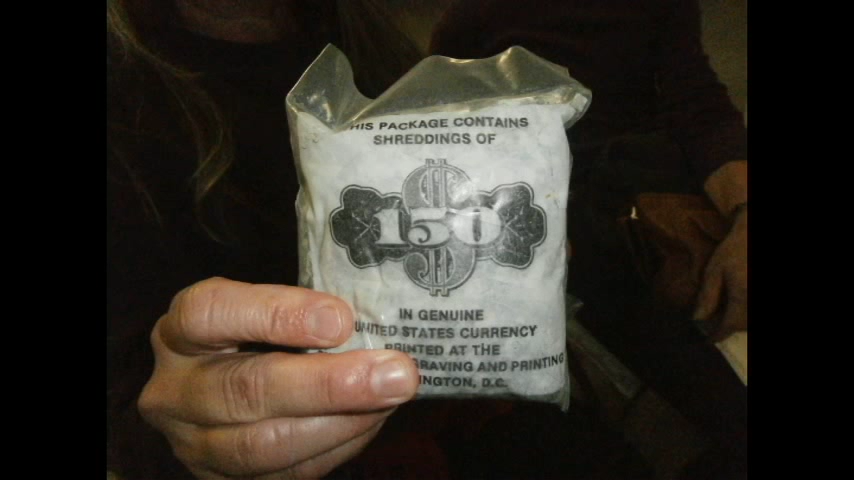 HIS PACKAGE CONTAINS
SHREDDINGS OF
$150
IN GENUINE
UNITED STATES CURRENCY
PRINTED AT THE
GRAVING AND PRINTING
INGTON, D.C.